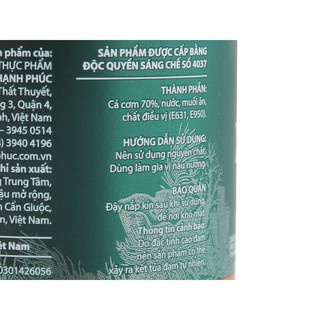 n phẩm của:
THỰC PHẨM
HẠNH PHÚC
Thất Thuyết,
g 3, Quận 4,
nh, Việt Nam
- 3945 0514
) 3940 4196
phuc.com.vn
hỉ sản xuất:
g Trung Tâm,
ậu mở rộng,
n Cần Giuộc,
n, Việt Nam.
iệt Nam
0301426056
SẢN PHẨM ĐƯỢC CẤP BẰNG
ĐỘC QUYỀN SÁNG CHẾ SỐ 4037
THÀNH PHẦN:
Cá cơm 70%, nước, muối ăn,
chất điều vị (E631, E950).
HƯỚNG DẪN SỬ DỤNG:
Nên sử dụng nguyên chất.
Dùng làm gia vị nấu nướng.
BẢO QUẢN
Đậy nắp kín sau khi sử dụng,
để nơi khô mát.
Thông tin cảnh báo:
Do đặc tính cao đạm
nên sản phẩm có thể
xảy ra kết tủa đạm tự nhiên.